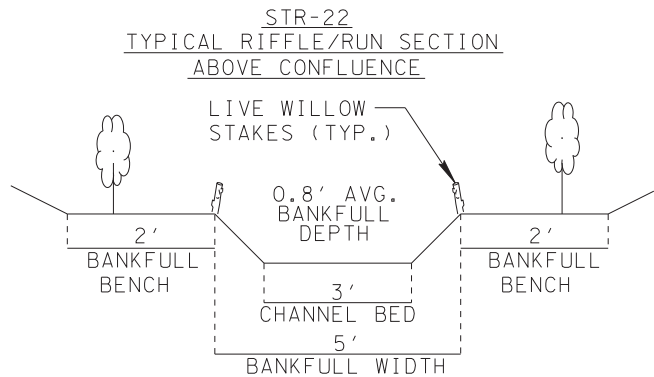 STR-22
TYPICAL RIFFLE/RUN SECTION
ABOVE CONFLUENCE
LIVE WILLOW
STAKES (TYP.)
0.8' AVG.
BANKFULL
DEPTH
2'
BANKFULL
BENCH
2'
BANKFULL
BENCH
3'
CHANNEL BED
5'
BANKFULL WIDTH